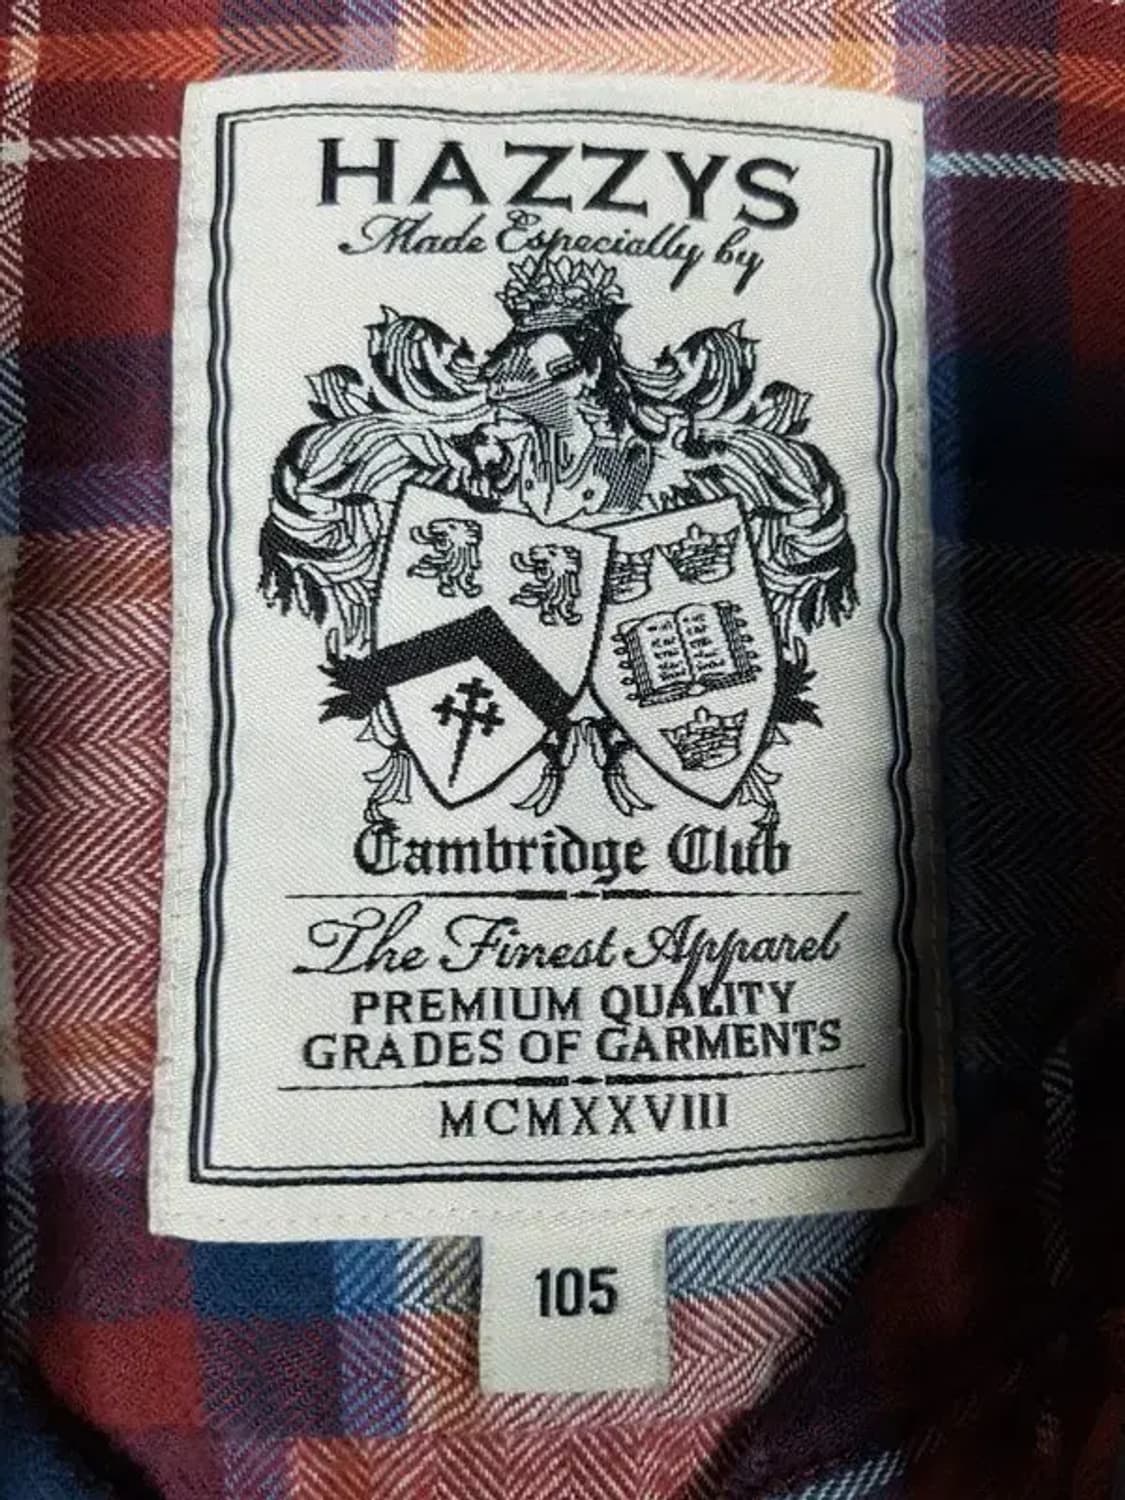 HAZZYS
Made Especially by
Cambridge Club
The Finest Apparel
PREMIUM QUALITY
GRADES OF GARMENTS
MCMXXVIII
105